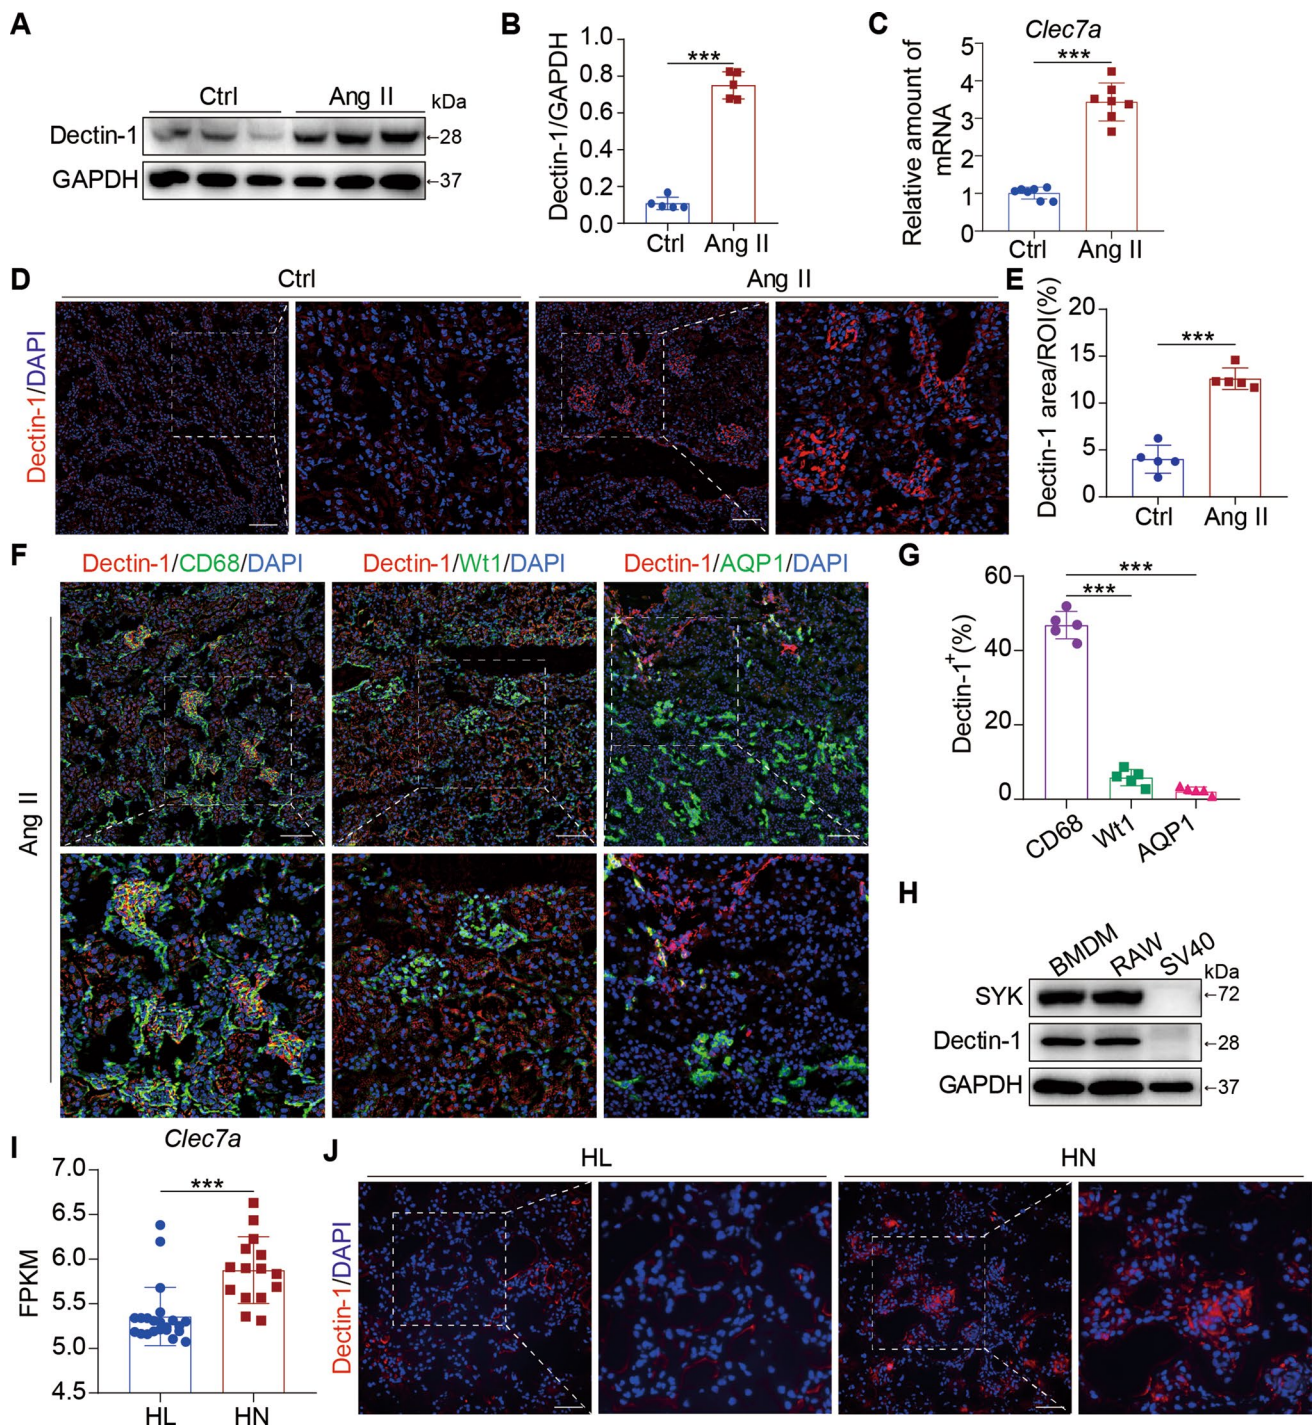 A
Ctrl
Ang II
kDa
Dectin-1
←28
GAPDH
←37
B
Dectin-1/GAPDH
1.0
0.8
0.6
0.4
0.2
0.0
***
Ctrl
Ang II
C
Clec7a
Relative amount of
mRNA
5
4
3
2
1
0
***
Ctrl
Ang II
D
Ctrl
Ang II
Dectin-1/DAPI
E
Dectin-1 area/ROI(%)
20
15
10
5
0
***
Ctrl
Ang II
F
Dectin-1/CD68/DAPI
Dectin-1/Wt1/DAPI
Dectin-1/AQP1/DAPI
Ang II
G
Dectin-1+(%)
60
40
20
0
***
***
CD68
Wt1
AQP1
H
BMDM
RAW
SV40
kDa
SYK
←72
Dectin-1
←28
GAPDH
←37
I
Clec7a
FPKM
7.0
6.5
6.0
5.5
5.0
4.5
***
HL
HN
J
HL
HN
Dectin-1/DAPI